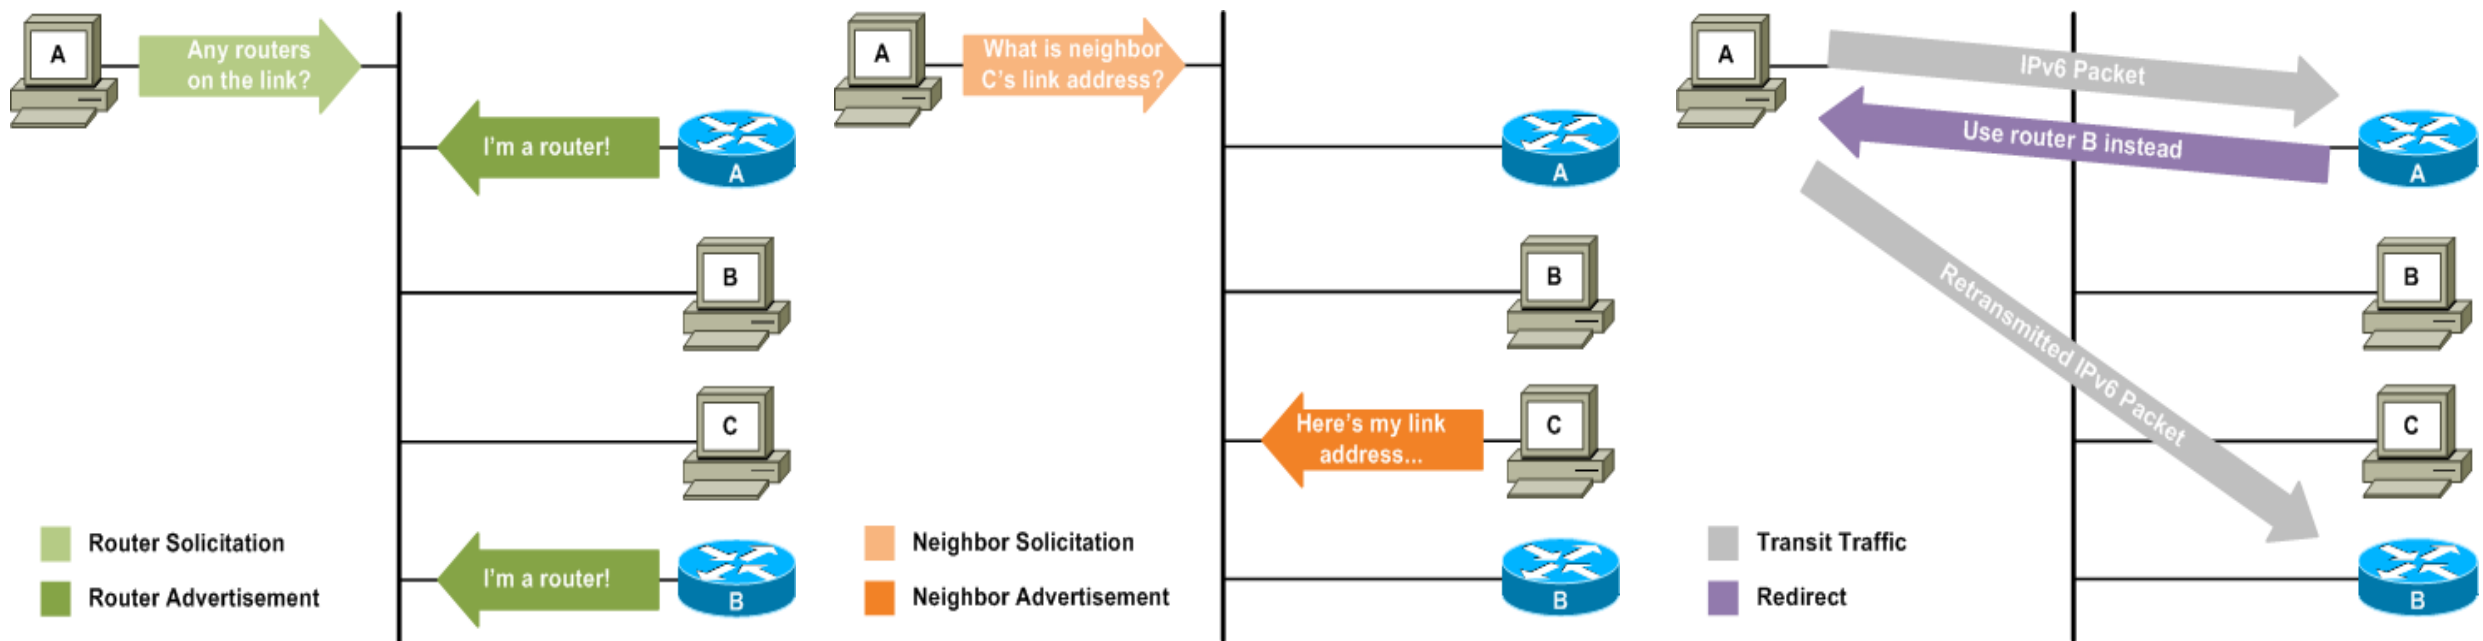 A
Any routers
on the link?
I'm a router!
A
B
C
I'm a router!
B
Router Solicitation
Router Advertisement
A
What is neighbor
C's link address?
A
B
Here's my link
address...
C
B
Neighbor Solicitation
Neighbor Advertisement
A
IPv6 Packet
Use router B instead
A
B
Retransmitted IPv6 Packet
C
B
Transit Traffic
Redirect